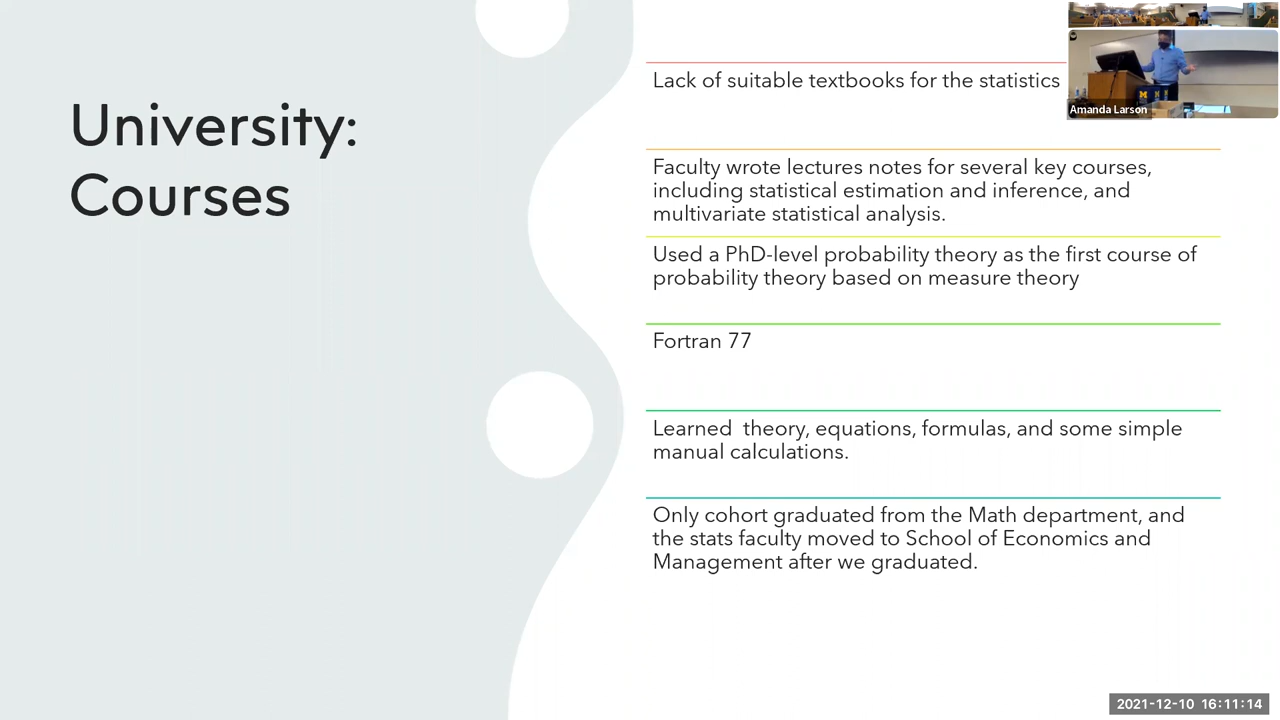 University:
Courses
Lack of suitable textbooks for the statistics
Amanda Larson
Faculty wrote lectures notes for several key courses,
including statistical estimation and inference, and
multivariate statistical analysis.
Used a PhD-level probability theory as the first course of
probability theory based on measure theory
Fortran 77
Learned  theory, equations, formulas, and some simple
manual calculations.
Only cohort graduated from the Math department, and
the stats faculty moved to School of Economics and
Management after we graduated.
2021-12-10 16:11:14